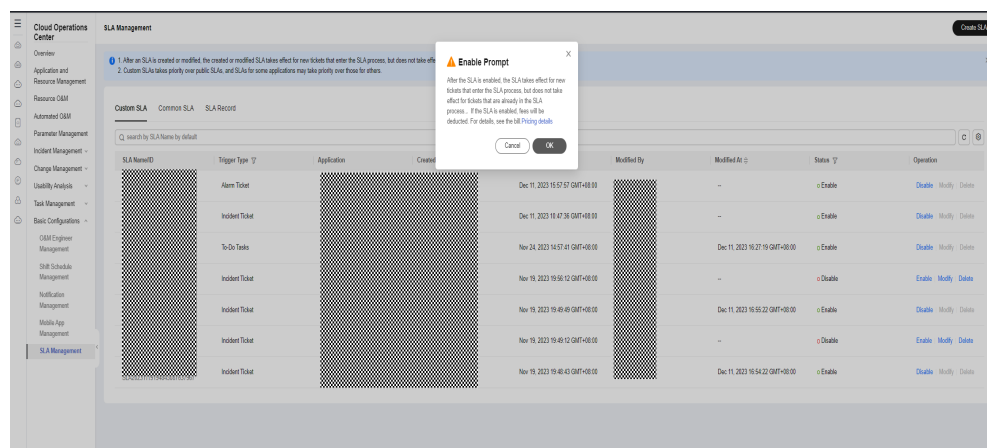 Cloud Operations
Center
SLA Management
Create SLA
Overview
Application and
Resource Management
Resource O&M
Automated O&M
Parameter Management
Incident Management
Change Management
Usability Analysis
Task Management
Basic Configurations
O&M Engineer
Management
Shift Schedule
Management
Notification
Management
Mobile App
Management
SLA Management
1. After an SLA is created or modified, the created or modified SLA takes effect for new tickets that enter the SLA process, but does not take effe
2. Custom SLAs takes priority over public SLAs, and SLAs for some applications may take priority over those for others.
Enable Prompt
After the SLA is enabled, the SLA takes effect for new
tickets that enter the SLA process, but does not take
effect for tickets that are already in the SLA
process... If the SLA is enabled, fees will be
deducted. For details, see the bill Pricing details
Cancel OK
Custom SLA Common SLA SLA Record
search by SLA Name by default
SLA Name/ID Trigger Type Application Created Modified By Modified At Status Operation
Alarm Ticket Dec 11, 2023 15:57:57 GMT+08:00 -- Enable Disable Modify Delete
Incident Ticket Dec 11, 2023 10:47:36 GMT+08:00 -- Enable Disable Modify Delete
To-Do Tasks Nov 24, 2023 14:57:41 GMT+08:00 Dec 11, 2023 16:27:19 GMT+08:00 Enable Disable Modify Delete
Incident Ticket Nov 19, 2023 19:56:12 GMT+08:00 -- Disable Enable Modify Delete
Incident Ticket Nov 19, 2023 19:49:49 GMT+08:00 Dec 11, 2023 16:55:22 GMT+08:00 Enable Disable Modify Delete
Incident Ticket Nov 19, 2023 19:49:12 GMT+08:00 -- Disable Enable Modify Delete
Incident Ticket Nov 19, 2023 19:48:43 GMT+08:00 Dec 11, 2023 16:54:22 GMT+08:00 Enable Disable Modify Delete